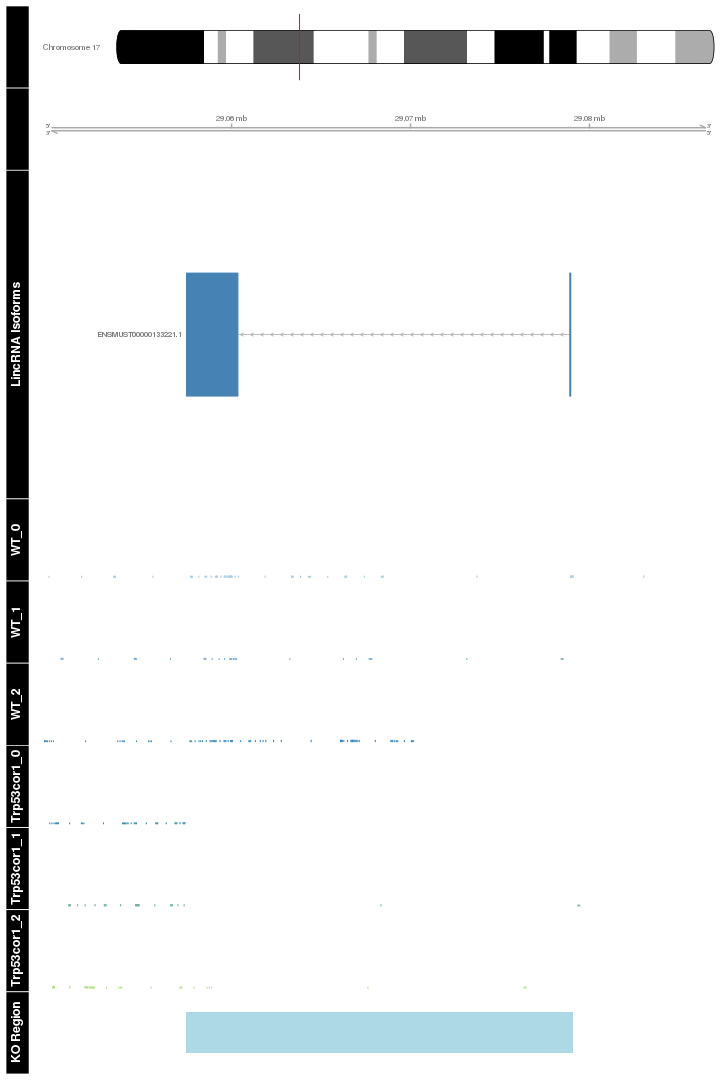 Chromosome 17
29.06 mb
29.07 mb
29.08 mb
5'
3'
3'
5'
LincRNA Isoforms
ENSMUST00000133221.1
WT_0
WT_1
WT_2
Trp53cor1_0
Trp53cor1_1
Trp53cor1_2
KO Region